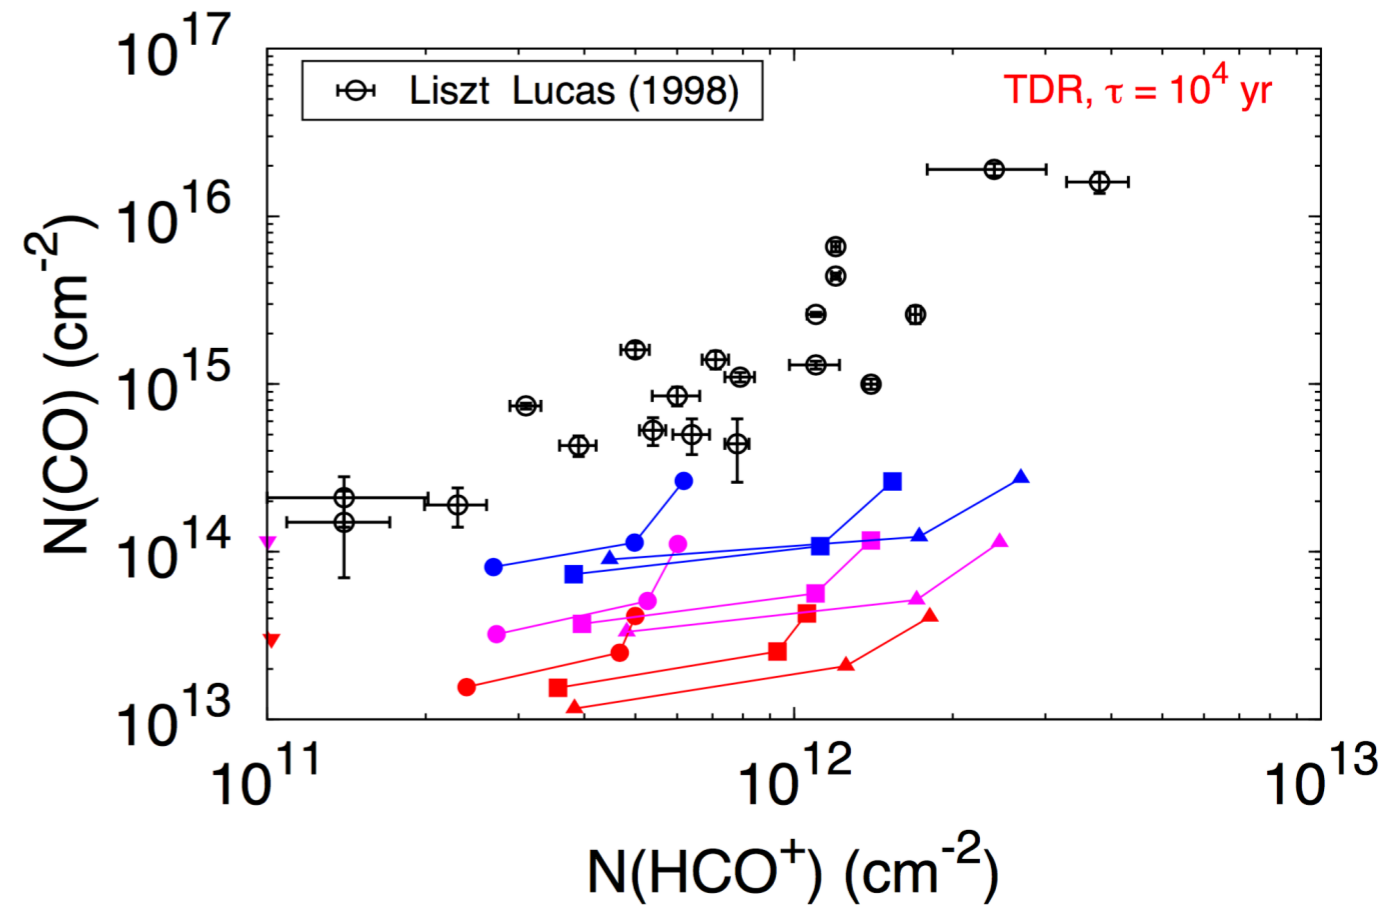 10^17
Liszt Lucas (1998)
TDR, τ = 10^4 yr
10^16
10^15
10^14
10^13
N(CO) (cm^-2)
10^11
10^12
10^13
N(HCO^+) (cm^-2)